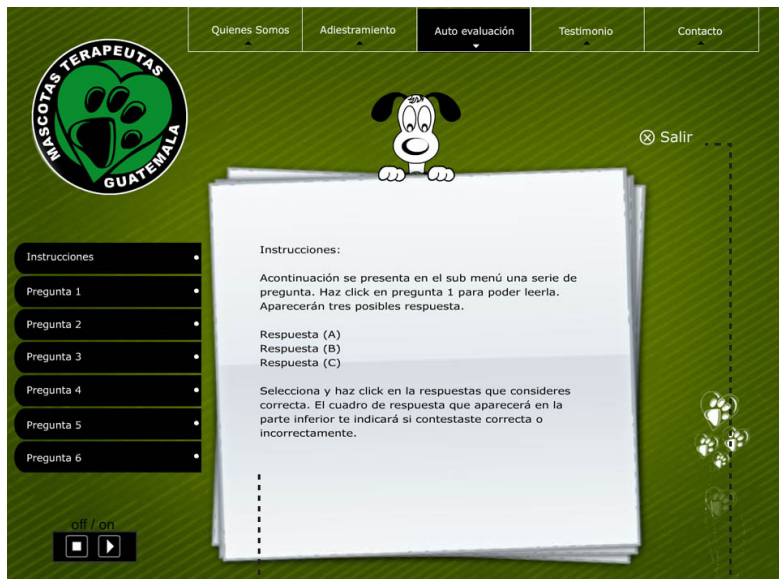 Quienes Somos
Adiestramiento
Auto evaluación
Testimonio
Contacto
MASCOTAS TERAPEUTAS
GUATEMALA
Salir
Instrucciones
Pregunta 1
Pregunta 2
Pregunta 3
Pregunta 4
Pregunta 5
Pregunta 6
off / on
Instrucciones:
Acontinuación se presenta en el sub menú una serie de
pregunta. Haz click en pregunta 1 para poder leerla.
Aparecerán tres posibles respuesta.
Respuesta (A)
Respuesta (B)
Respuesta (C)
Selecciona y haz click en la respuestas que consideres
correcta. El cuadro de respuesta que aparecerá en la
parte inferior te indicará si contestaste correcta o
incorrectamente.